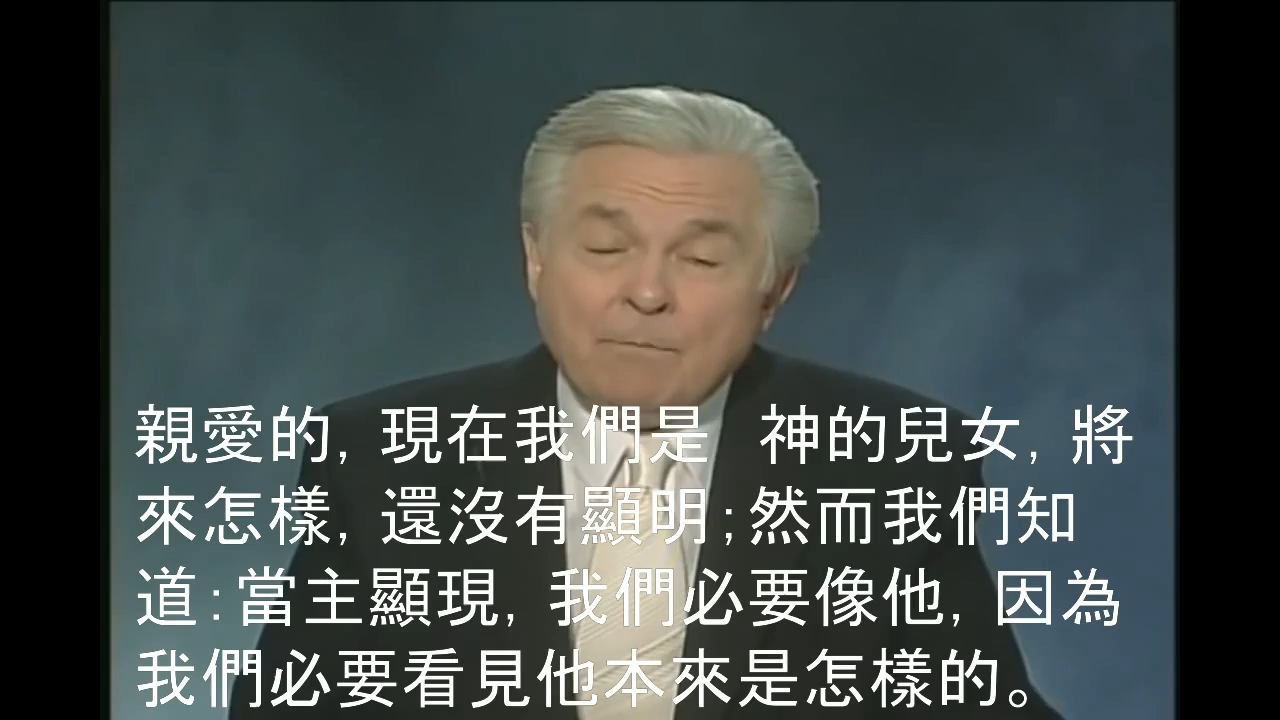 親愛的, 現在我們是　神的兒女, 將
來怎樣, 還沒有顯明;然而我們知
道:當主顯現, 我們必要像他, 因為
我們必要看見他本來是怎樣的。